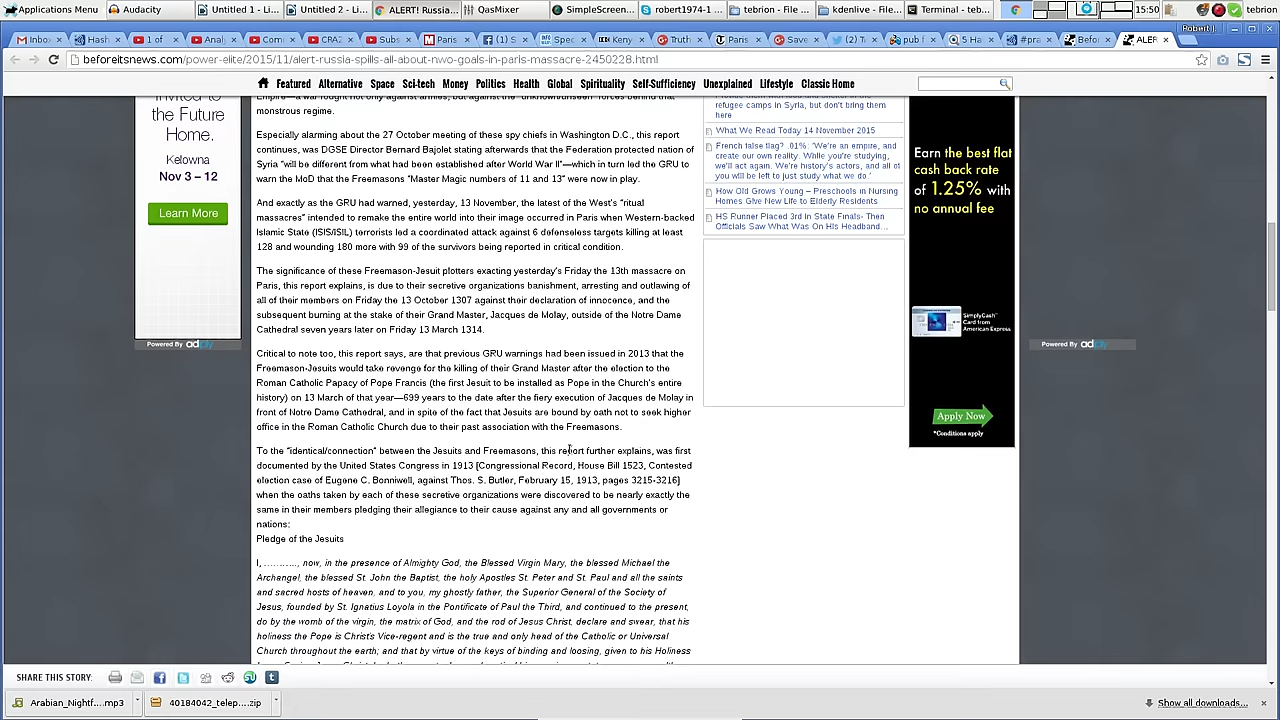 Applications Menu
Audacity
Untitled 1 - Li...
Untitled 2 - Li...
ALERT! Russia...
QasMixer
SimpleScreen...
robert1974-1 ...
tebrion - File ...
kdenlive - File...
Terminal - teb...
15:50
tebrion
Inbo
Hash
1 of
Analy
Com
CRA2
Subs
Paris
(1) S
Spec
Keny
Truth
Paris
Save
(2) T
pub f
5 Ha
#pra
Befor
ALER
Robert
beforeitsnews.com/power-elite/2015/11/alert-russia-spills-all-about-nwo-goals-in-paris-massacre-2450228.html
Featured Alternative Space Sci-tech Money Politics Health Global Spirituality Self-Sufficiency Unexplained Lifestyle Classic Home
the Future
Home.
Kelowna
Nov 3 – 12
Learn More
Powered By adply
monstrous regime.
Especially alarming about the 27 October meeting of these spy chiefs in Washington D.C., this report
continues, was DGSE Director Bernard Bajolet stating afterwards that the Federation protected nation of
Syria "will be different from what had been established after World War II"—which in turn led the GRU to
warn the MoD that the Freemasons "Master Magic numbers of 11 and 13" were now in play.
And exactly as the GRU had warned, yesterday, 13 November, the latest of the West's "ritual
massacres" intended to remake the entire world into their image occurred in Paris when Western-backed
Islamic State (ISIS/ISIL) terrorists led a coordinated attack against 6 defenseless targets killing at least
128 and wounding 180 more with 99 of the survivors being reported in critical condition.
The significance of these Freemason-Jesuit plotters exacting yesterday's Friday the 13th massacre on
Paris, this report explains, is due to their secretive organizations banishment, arresting and outlawing of
all of their members on Friday the 13 October 1307 against their declaration of innocence, and the
subsequent burning at the stake of their Grand Master, Jacques de Molay, outside of the Notre Dame
Cathedral seven years later on Friday 13 March 1314.
Critical to note too, this report says, are that previous GRU warnings had been issued in 2013 that the
Freemason-Jesuits would take revenge for the killing of their Grand Master after the election to the
Roman Catholic Papacy of Pope Francis (the first Jesuit to be installed as Pope in the Church's entire
history) on 13 March of that year—699 years to the date after the fiery execution of Jacques de Molay in
front of Notre Dame Cathedral, and in spite of the fact that Jesuits are bound by oath not to seek higher
office in the Roman Catholic Church due to their past association with the Freemasons.
To the "identical/connection" between the Jesuits and Freemasons, this report further explains, was first
documented by the United States Congress in 1913 [Congressional Record, House Bill 1523, Contested
election case of Eugene C. Bonniwell, against Thos. S. Butler, February 15, 1913, pages 3215-3216]
when the oaths taken by each of these secretive organizations were discovered to be nearly exactly the
same in their members pledging their allegiance to their cause against any and all governments or
nations:
Pledge of the Jesuits
I, ..........., now, in the presence of Almighty God, the Blessed Virgin Mary, the blessed Michael the
Archangel, the blessed St. John the Baptist, the holy Apostles St. Peter and St. Paul and all the saints
and sacred hosts of heaven, and to you, my ghostly father, the Superior General of the Society of
Jesus, founded by St. Ignatius Loyola in the Pontificate of Paul the Third, and continued to the present,
do by the womb of the virgin, the matrix of God, and the rod of Jesus Christ, declare and swear, that his
holiness the Pope is Christ's Vice-regent and is the true and only head of the Catholic or Universal
Church throughout the earth; and that by virtue of the keys of binding and loosing, given to his Holiness
refugee camps in Syria, but don't bring them
here
What We Read Today 14 November 2015
French false flag? .01%: 'We're an empire, and
create our own reality. While you're studying,
we'll act again. We're history's actors, and all of
you will be left to just study what we do.'
How Old Grows Young – Preschools in Nursing
Homes Give New Life to Elderly Residents
HS Runner Placed 3rd In State Finals- Then
Officials Saw What Was On His Headband...
Earn the best flat
cash back rate
of 1.25% with
no annual fee
SimplyCash
Card from
American Express
Apply Now
*Conditions apply
Powered By adply
SHARE THIS STORY:
Arabian_Nightf....mp3
40184042_telep....zip
Show all downloads...